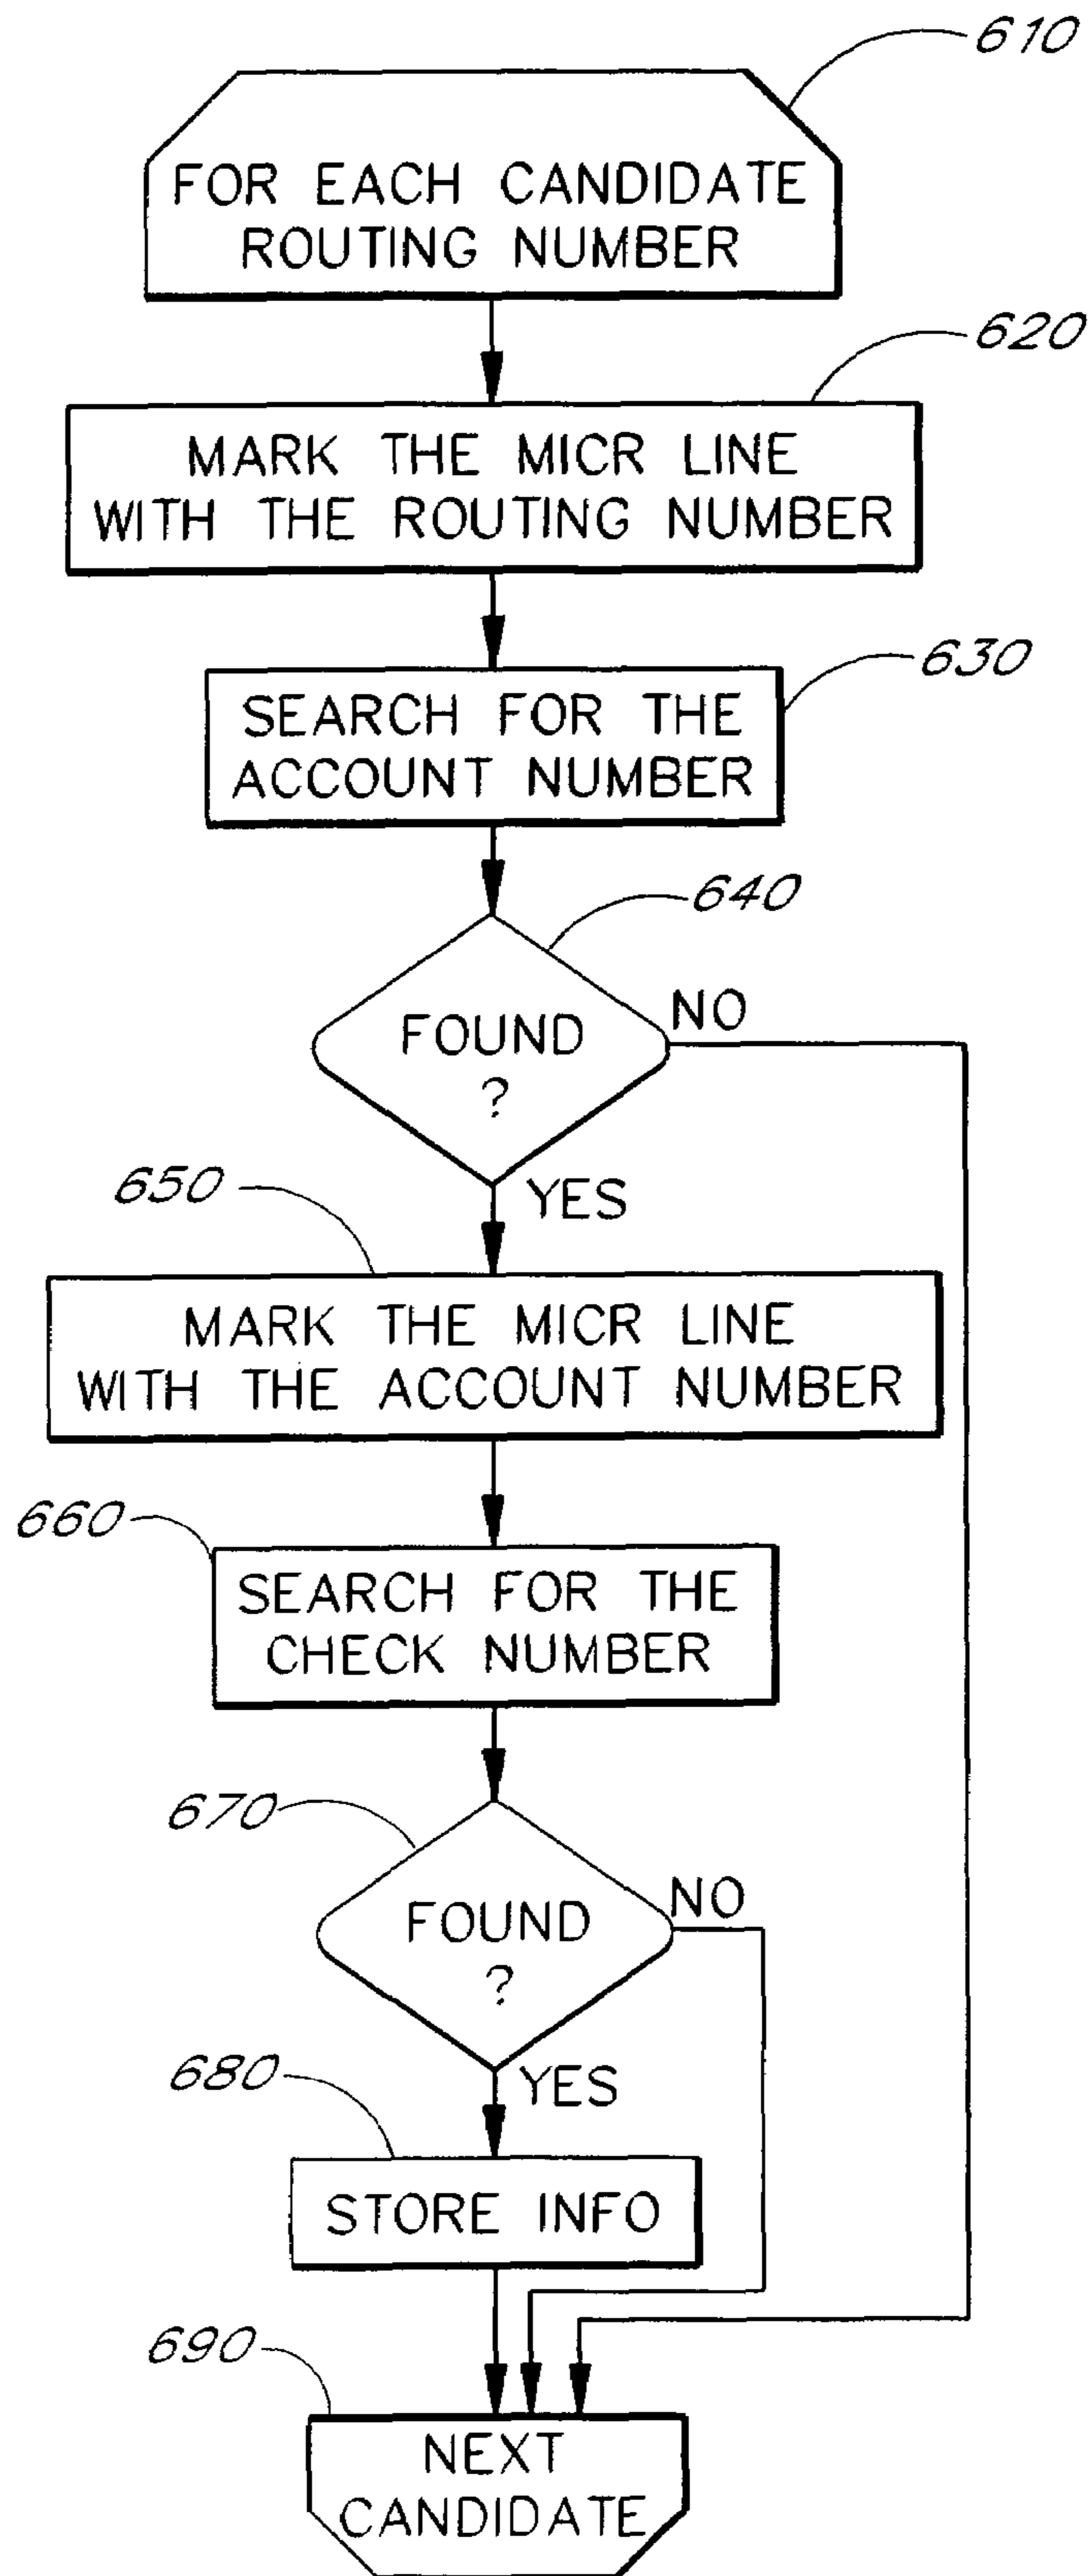 610
FOR EACH CANDIDATE
ROUTING NUMBER
620
MARK THE MICR LINE
WITH THE ROUTING NUMBER
630
SEARCH FOR THE
ACCOUNT NUMBER
640
FOUND
?
NO
YES
650
MARK THE MICR LINE
WITH THE ACCOUNT NUMBER
660
SEARCH FOR THE
CHECK NUMBER
670
FOUND
?
NO
YES
680
STORE INFO
690
NEXT
CANDIDATE